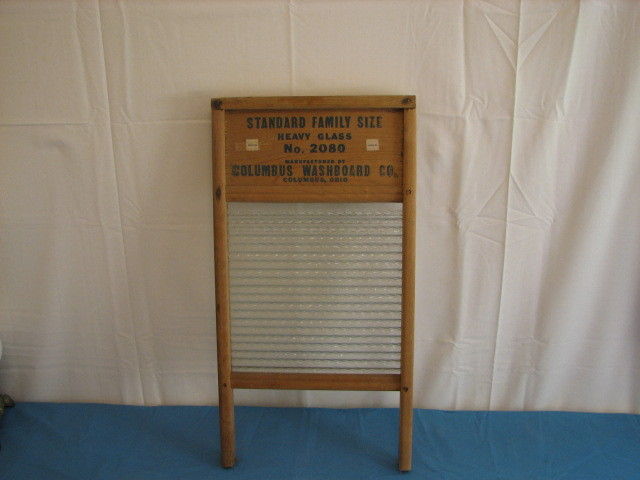 STANDARD FAMILY SIZE
HEAVY GLASS
No. 2080
MANUFACTURED BY
COLUMBUS WASHBOARD CO.
COLUMBUS, OHIO